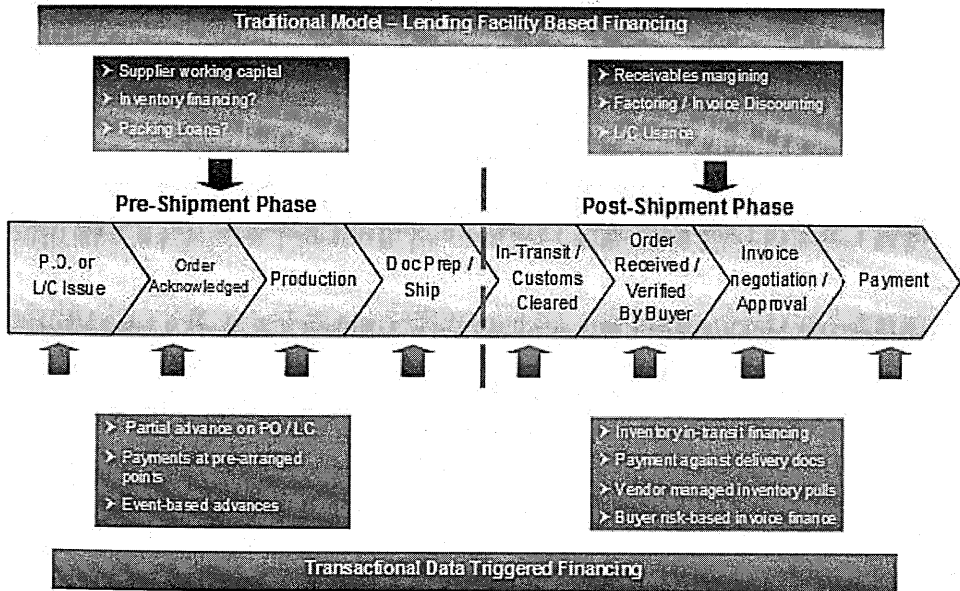 Traditional Model – Lending Facility Based Financing
➢ Supplier working capital
➢ Inventory financing?
➢ Packing Loans?
➢ Receivables margining
➢ Factoring / Invoice Discounting
➢ L/C Usance
Pre-Shipment Phase
Post-Shipment Phase
P.O. or
L/C Issue
Order
Acknowledged
Production
Doc Prep /
Ship
In-Transit /
Customs
Cleared
Order
Received /
Verified
By Buyer
Invoice
negotiation /
Approval
Payment
➢ Partial advance on PO / LC
➢ Payments at pre-arranged
points
➢ Event-based advances
➢ Inventory in-transit financing
➢ Payment against delivery docs
➢ Vendor managed inventory pulls
➢ Buyer risk-based invoice finance
Transactional Data Triggered Financing